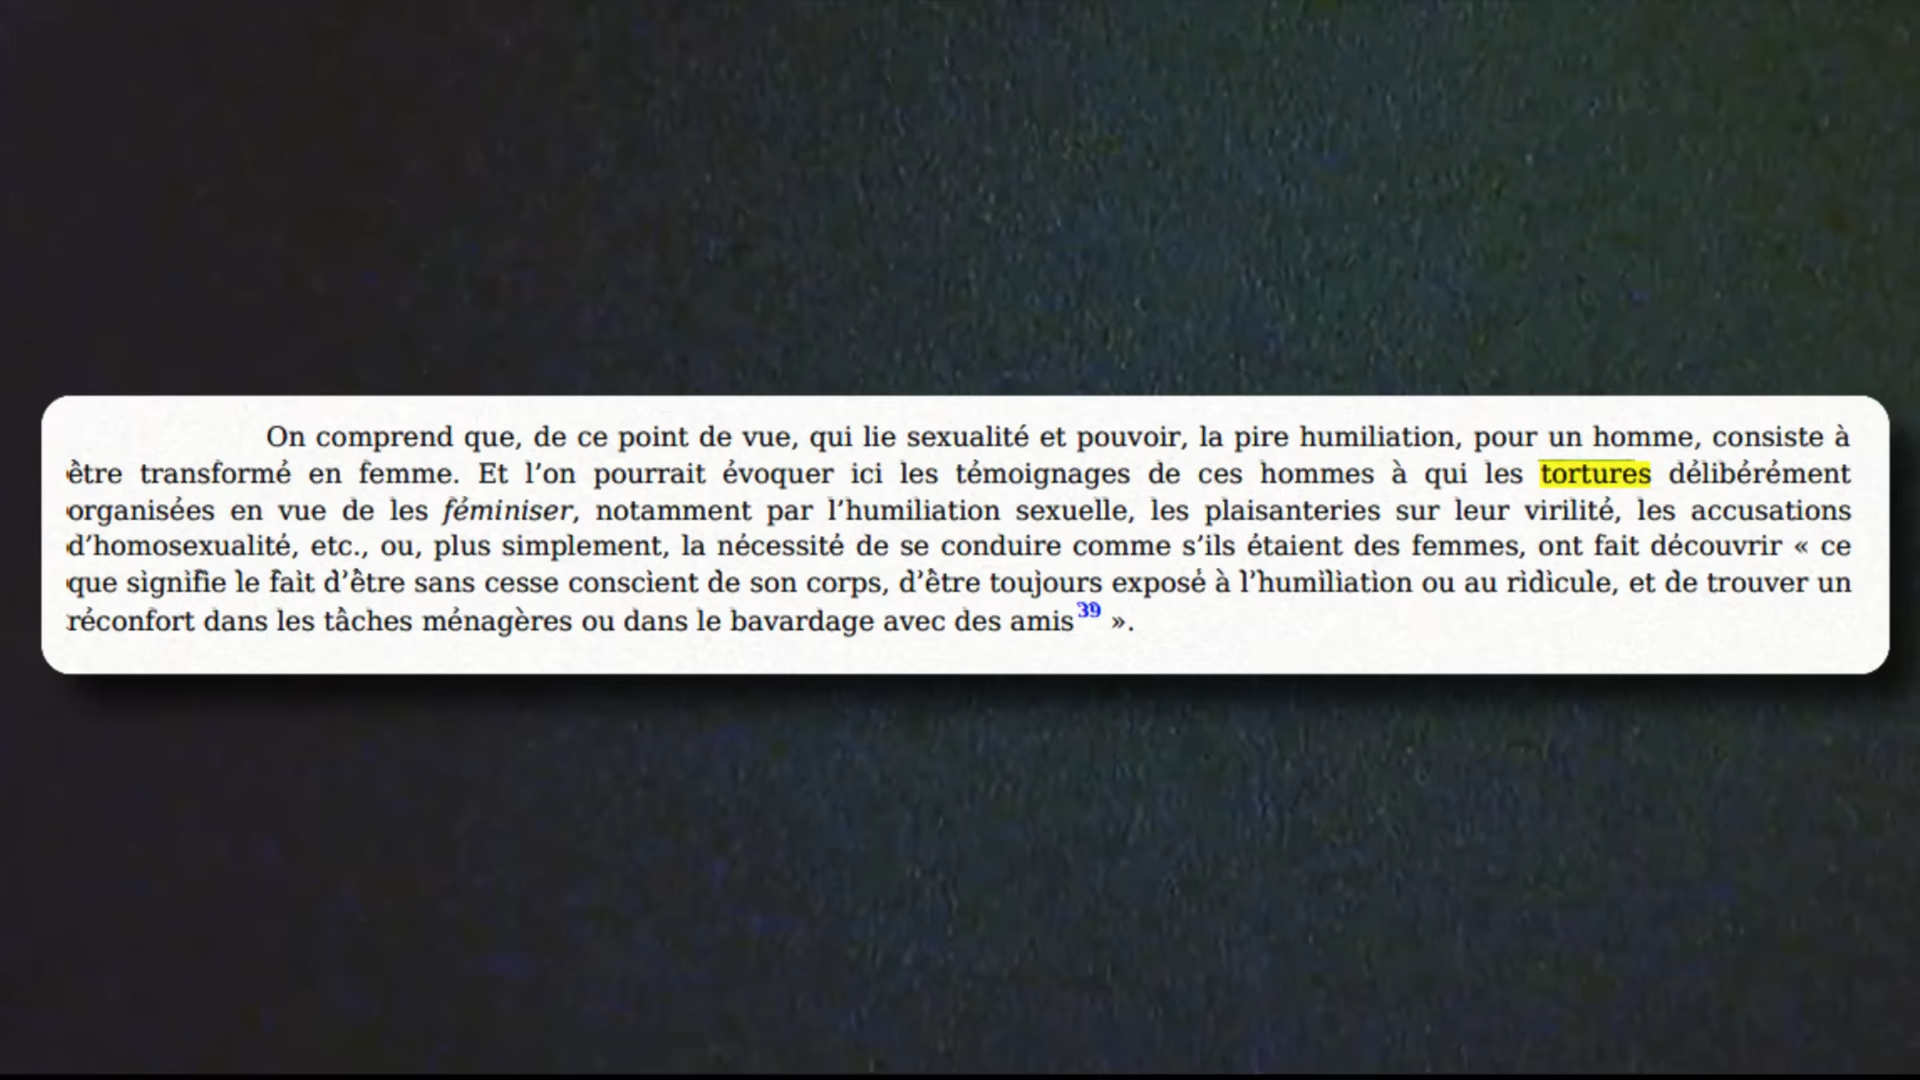 On comprend que, de ce point de vue, qui lie sexualité et pouvoir, la pire humiliation, pour un homme, consiste à
être transformé en femme. Et l’on pourrait évoquer ici les témoignages de ces hommes à qui les tortures délibérément
organisées en vue de les féminiser, notamment par l’humiliation sexuelle, les plaisanteries sur leur virilité, les accusations
d’homosexualité, etc., ou, plus simplement, la nécessité de se conduire comme s’ils étaient des femmes, ont fait découvrir « ce
que signifie le fait d’être sans cesse conscient de son corps, d’être toujours exposé à l’humiliation ou au ridicule, et de trouver un
réconfort dans les tâches ménagères ou dans le bavardage avec des amis39 ».